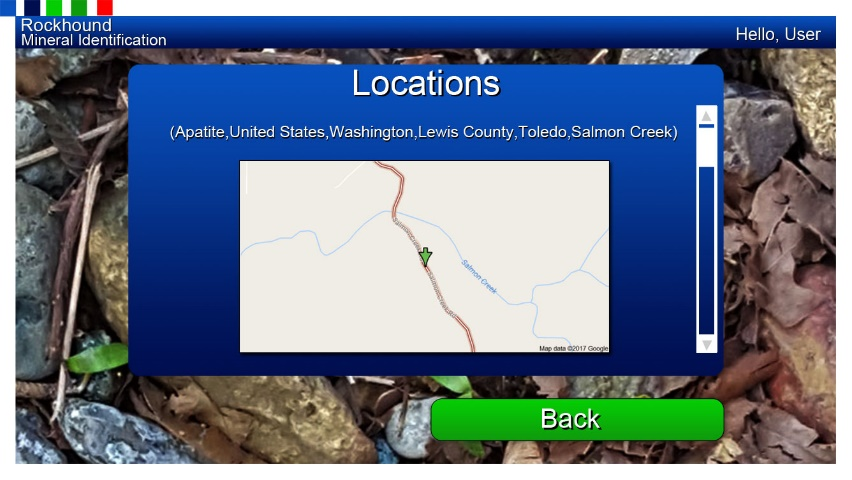 Rockhound
Mineral Identification
Hello, User
Locations
(Apatite,United States,Washington,Lewis County,Toledo,Salmon Creek)
Salmon Creek
Map data ©2017 Google
Back